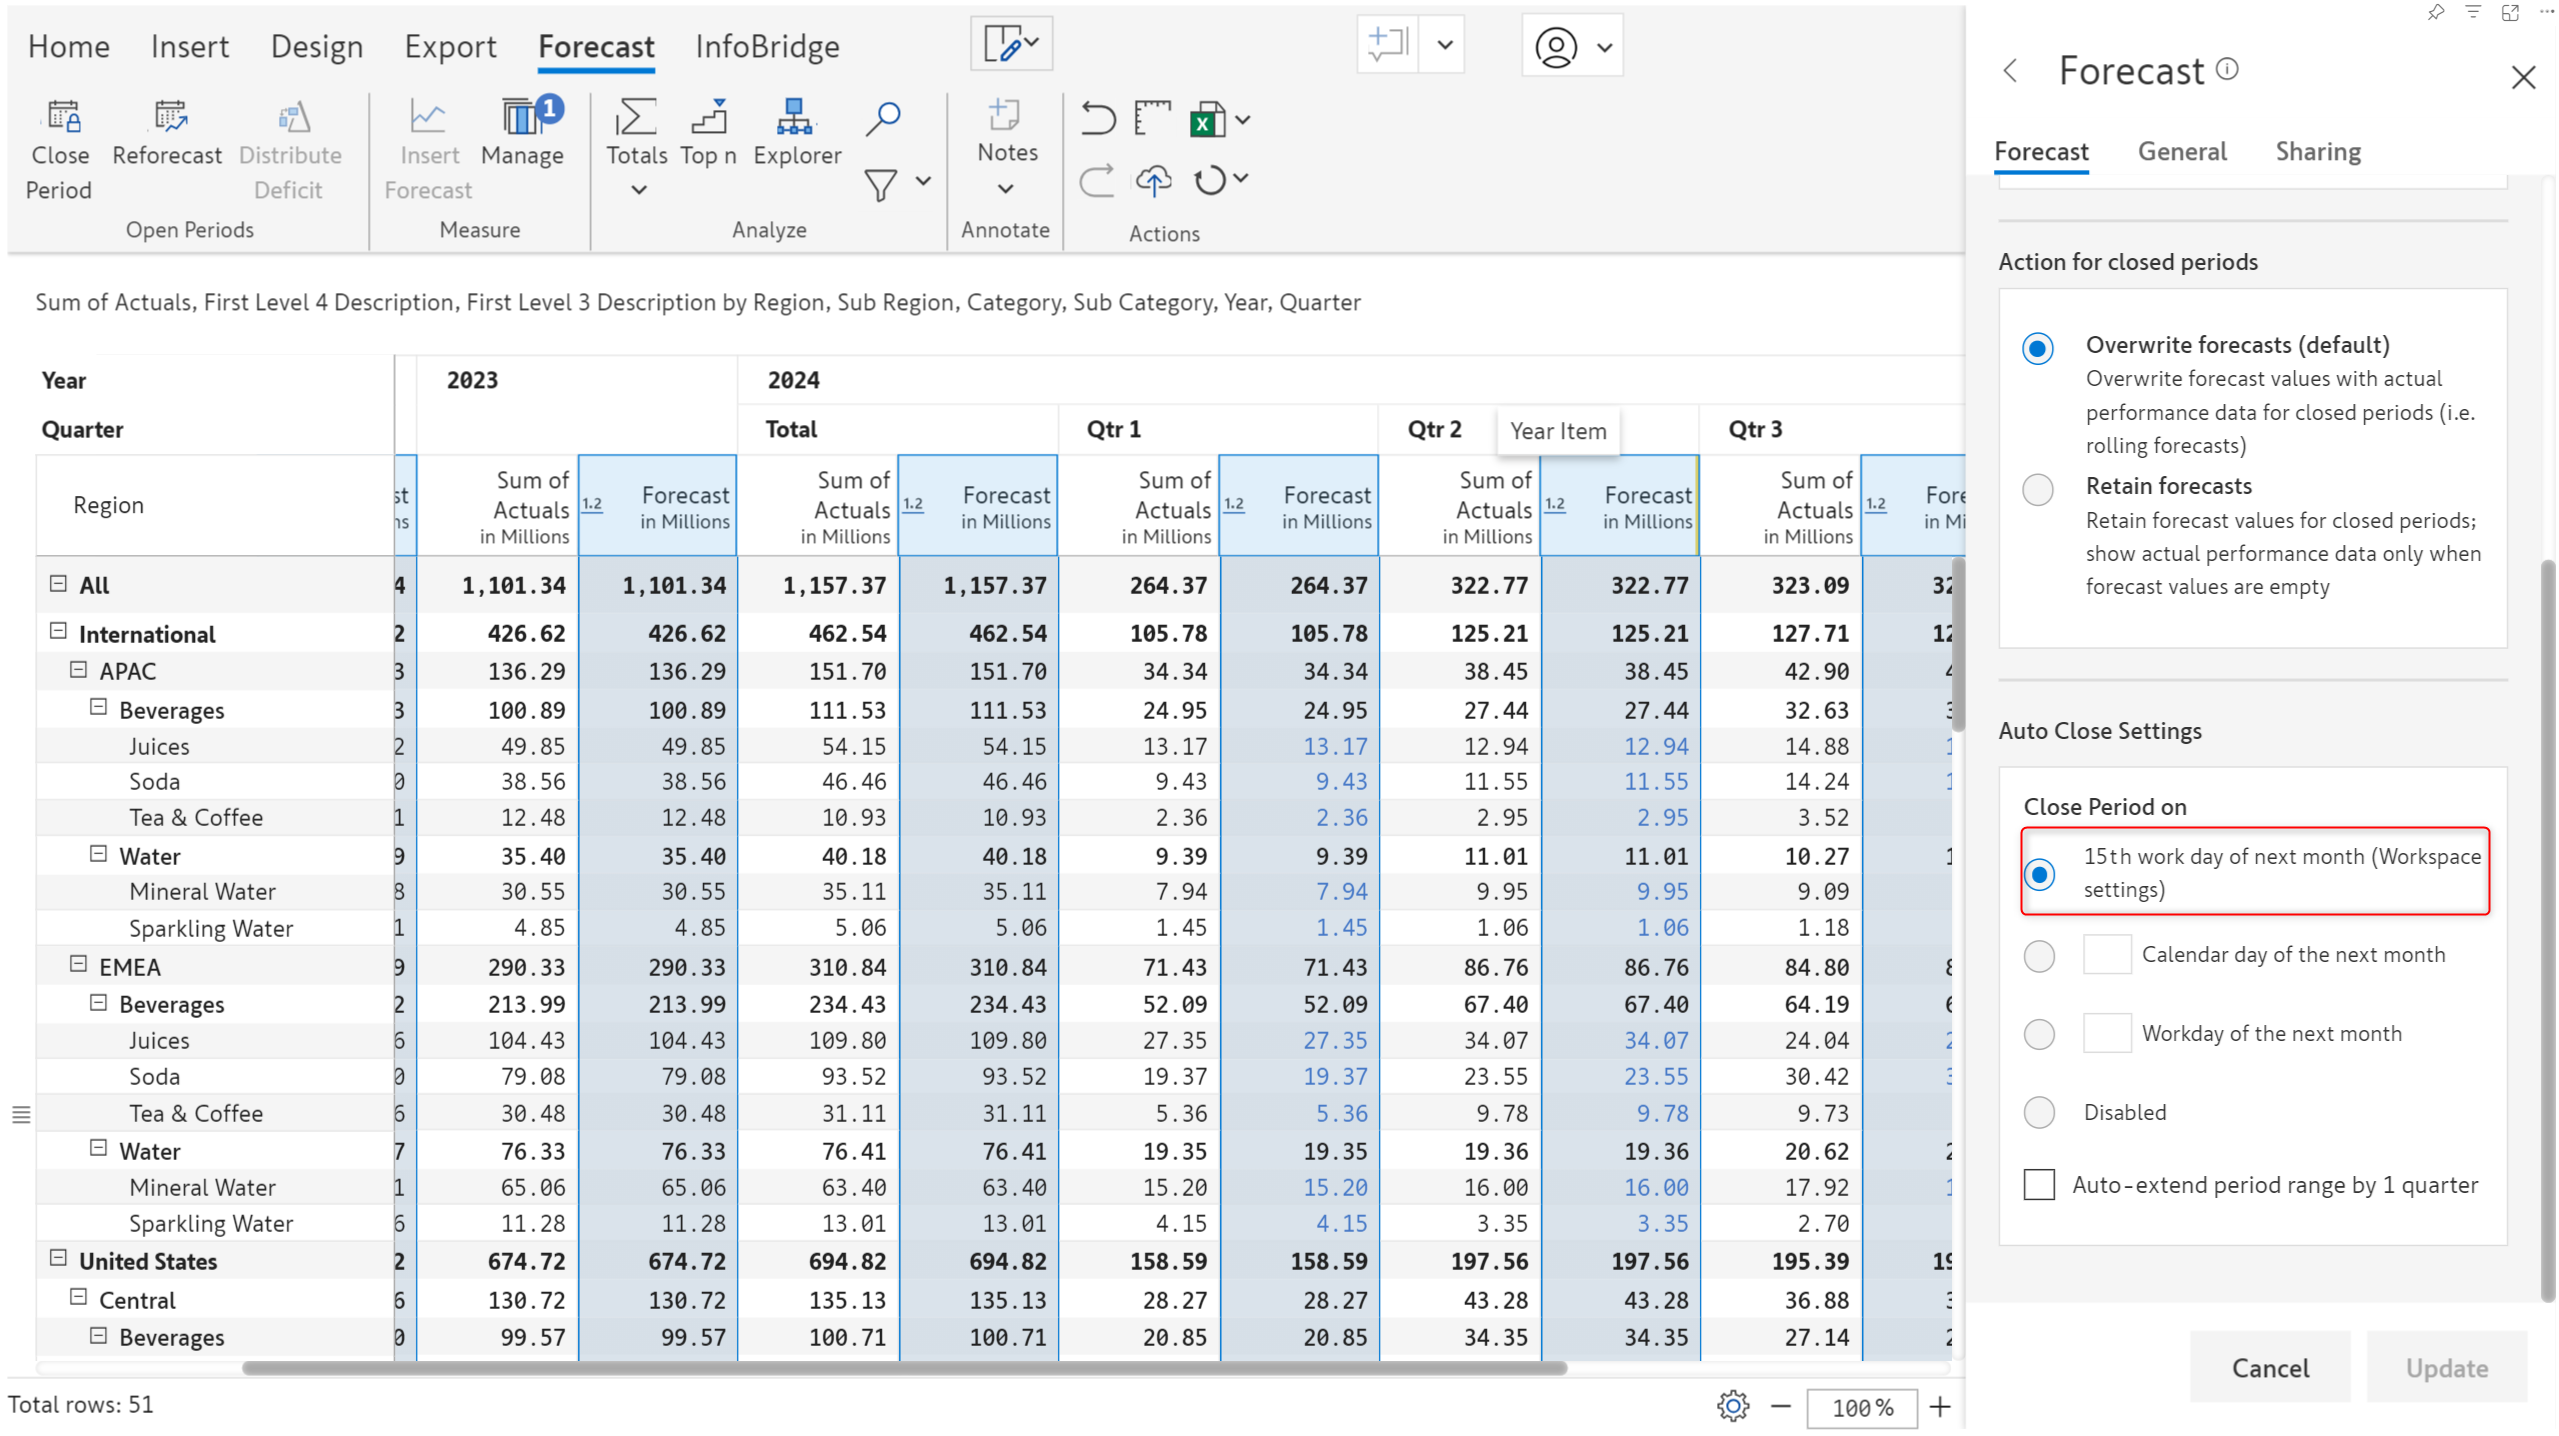 Home Insert Design Export Forecast InfoBridge
Close Period Reforecast Distribute Deficit
Open Periods
Insert Forecast Manage 1
Measure
Totals Top n Explorer
Analyze
Notes
Annotate
X
Actions
Sum of Actuals, First Level 4 Description, First Level 3 Description by Region, Sub Region, Category, Sub Category, Year, Quarter
Year 2023 2024
Quarter Total Qtr 1 Qtr 2 Year Item Qtr 3
Region st ns Sum of Actuals in Millions 1.2 Forecast in Millions Sum of Actuals in Millions 1.2 Forecast in Millions Sum of Actuals in Millions 1.2 Forecast in Millions Sum of Actuals in Millions 1.2 Forecast in Millions Sum of Actuals in Millions 1.2 Fore in Mi
All 4 1,101.34 1,101.34 1,157.37 1,157.37 264.37 264.37 322.77 322.77 323.09 32
International 2 426.62 426.62 462.54 462.54 105.78 105.78 125.21 125.21 127.71 12
APAC 3 136.29 136.29 151.70 151.70 34.34 34.34 38.45 38.45 42.90 4
Beverages 3 100.89 100.89 111.53 111.53 24.95 24.95 27.44 27.44 32.63 3
Juices 2 49.85 49.85 54.15 54.15 13.17 13.17 12.94 12.94 14.88 1
Soda 0 38.56 38.56 46.46 46.46 9.43 9.43 11.55 11.55 14.24 1
Tea & Coffee 1 12.48 12.48 10.93 10.93 2.36 2.36 2.95 2.95 3.52
Water 9 35.40 35.40 40.18 40.18 9.39 9.39 11.01 11.01 10.27 1
Mineral Water 8 30.55 30.55 35.11 35.11 7.94 7.94 9.95 9.95 9.09
Sparkling Water 1 4.85 4.85 5.06 5.06 1.45 1.45 1.06 1.06 1.18
EMEA 9 290.33 290.33 310.84 310.84 71.43 71.43 86.76 86.76 84.80 8
Beverages 2 213.99 213.99 234.43 234.43 52.09 52.09 67.40 67.40 64.19 6
Juices 6 104.43 104.43 109.80 109.80 27.35 27.35 34.07 34.07 24.04 2
Soda 0 79.08 79.08 93.52 93.52 19.37 19.37 23.55 23.55 30.42 3
Tea & Coffee 6 30.48 30.48 31.11 31.11 5.36 5.36 9.78 9.78 9.73
Water 7 76.33 76.33 76.41 76.41 19.35 19.35 19.36 19.36 20.62 2
Mineral Water 1 65.06 65.06 63.40 63.40 15.20 15.20 16.00 16.00 17.92 1
Sparkling Water 6 11.28 11.28 13.01 13.01 4.15 4.15 3.35 3.35 2.70
United States 2 674.72 674.72 694.82 694.82 158.59 158.59 197.56 197.56 195.39 19
Central 6 130.72 130.72 135.13 135.13 28.27 28.27 43.28 43.28 36.88 3
Beverages 0 99.57 99.57 100.71 100.71 20.85 20.85 34.35 34.35 27.14 2
Total rows: 51
100%
Forecast
Forecast General Sharing
Action for closed periods
Overwrite forecasts (default)
Overwrite forecast values with actual
performance data for closed periods (i.e.
rolling forecasts)
Retain forecasts
Retain forecast values for closed periods;
show actual performance data only when
forecast values are empty
Auto Close Settings
Close Period on
15th work day of next month (Workspace
settings)
Calendar day of the next month
Workday of the next month
Disabled
Auto-extend period range by 1 quarter
Cancel Update